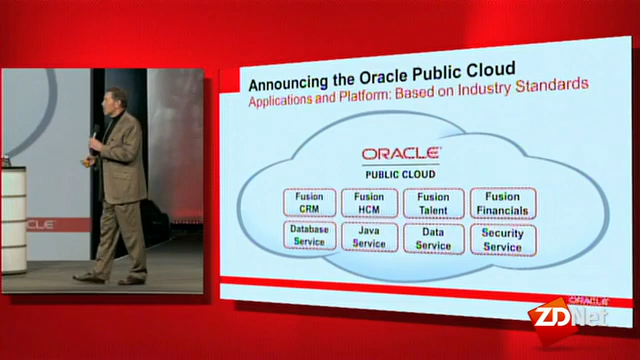 Announcing the Oracle Public Cloud
Applications and Platform: Based on Industry Standards
ORACLE
PUBLIC CLOUD
Fusion CRM
Fusion HCM
Fusion Talent
Fusion Financials
Database Service
Java Service
Data Service
Security Service
ORACLE
ORACLE
ZDNet